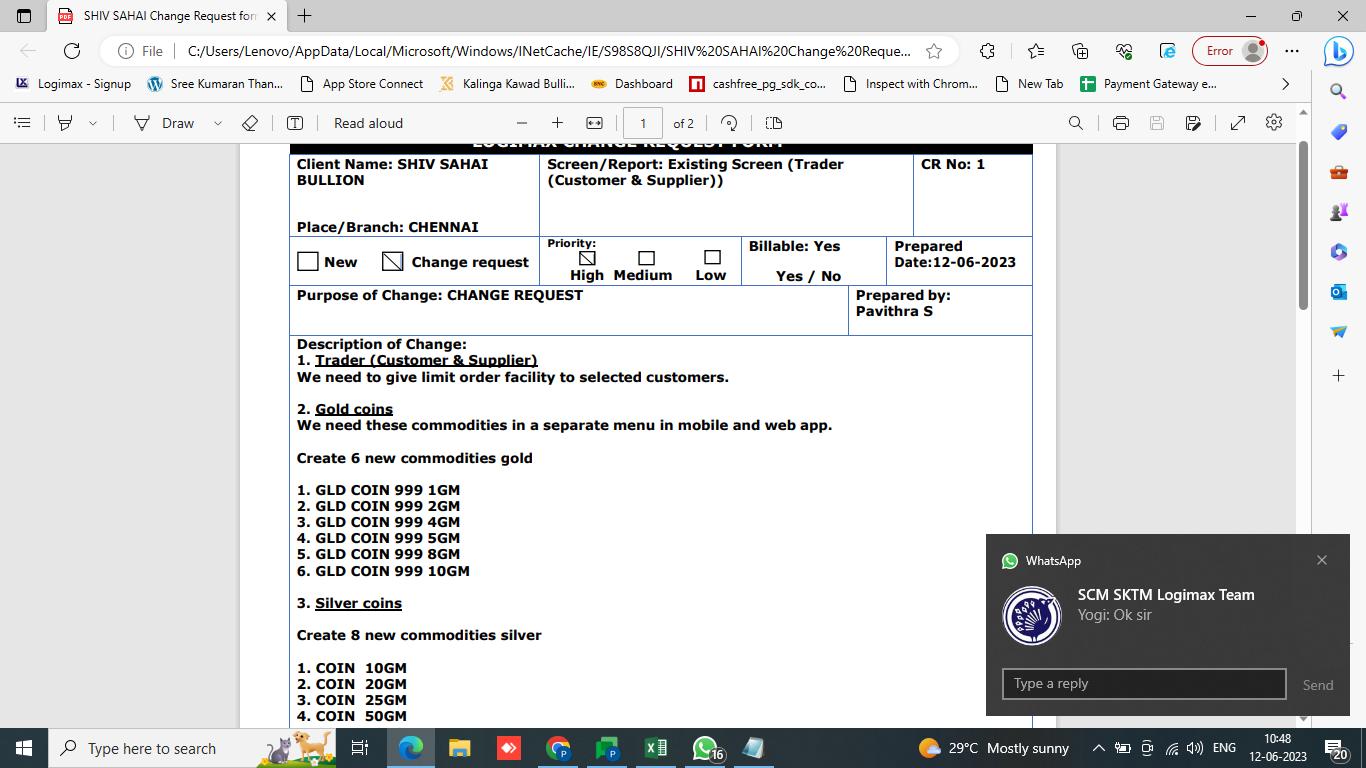 SHIV SAHAI Change Request for
File
C:/Users/Lenovo/AppData/Local/Microsoft/Windows/INetCache/IE/S98S8QJI/SHIV%20SAHAI%20Change%20Reque...
Error
Logimax - Signup
Sree Kumaran Than...
App Store Connect
Kalinga Kawad Bulli...
Dashboard
cashfree_pg_sdk_co...
Inspect with Chrom...
New Tab
Payment Gateway e...
Draw
Read aloud
1
of 2
LOGIMAX CHANGE REQUEST FORM
Client Name: SHIV SAHAI
BULLION
Place/Branch: CHENNAI
Screen/Report: Existing Screen (Trader
(Customer & Supplier))
CR No: 1
New
Change request
Priority:
High Medium Low
Billable: Yes
Yes / No
Prepared
Date:12-06-2023
Purpose of Change: CHANGE REQUEST
Prepared by:
Pavithra S
Description of Change:
1. Trader (Customer & Supplier)
We need to give limit order facility to selected customers.
2. Gold coins
We need these commodities in a separate menu in mobile and web app.
Create 6 new commodities gold
1. GLD COIN 999 1GM
2. GLD COIN 999 2GM
3. GLD COIN 999 4GM
4. GLD COIN 999 5GM
5. GLD COIN 999 8GM
6. GLD COIN 999 10GM
3. Silver coins
Create 8 new commodities silver
1. COIN 10GM
2. COIN 20GM
3. COIN 25GM
4. COIN 50GM
WhatsApp
SCM SKTM Logimax Team
Yogi: Ok sir
Type a reply
Send
Type here to search
16
29°C Mostly sunny
ENG
10:48
12-06-2023
20